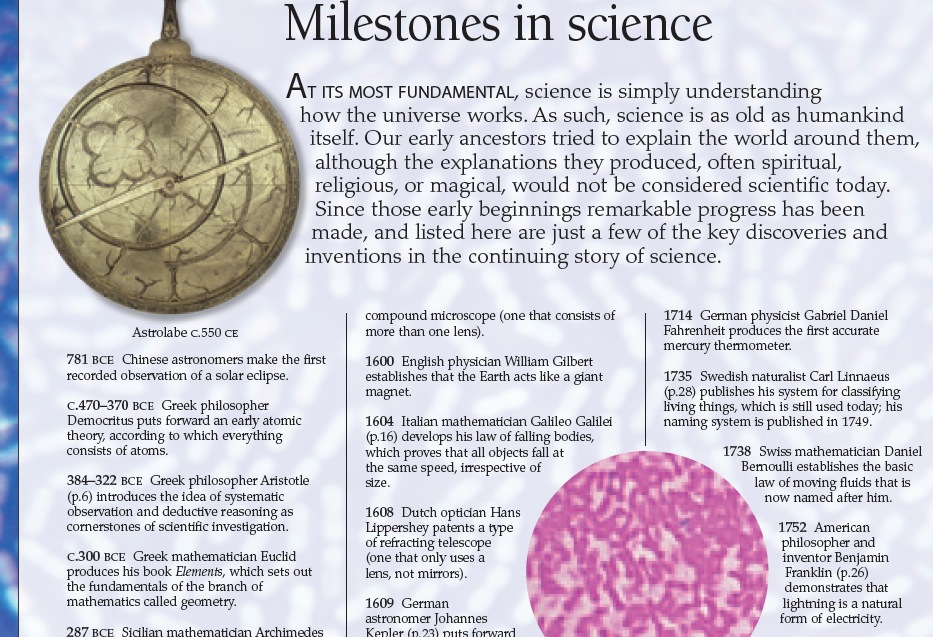 Milestones in science
AT ITS MOST FUNDAMENTAL, science is simply understanding
how the universe works. As such, science is as old as humankind
itself. Our early ancestors tried to explain the world around them,
although the explanations they produced, often spiritual,
religious, or magical, would not be considered scientific today.
Since those early beginnings remarkable progress has been
made, and listed here are just a few of the key discoveries and
inventions in the continuing story of science.
Astrolabe C.550 CE
781 BCE Chinese astronomers make the first
recorded observation of a solar eclipse.
C.470–370 BCE Greek philosopher
Democritus puts forward an early atomic
theory, according to which everything
consists of atoms.
384–322 BCE Greek philosopher Aristotle
(p.6) introduces the idea of systematic
observation and deductive reasoning as
cornerstones of scientific investigation.
C.300 BCE Greek mathematician Euclid
produces his book Elements, which sets out
the fundamentals of the branch of
mathematics called geometry.
287 BCE Sicilian mathematician Archimedes
compound microscope (one that consists of
more than one lens).
1600 English physician William Gilbert
establishes that the Earth acts like a giant
magnet.
1604 Italian mathematician Galileo Galilei
(p.16) develops his law of falling bodies,
which proves that all objects fall at
the same speed, irrespective of
size.
1608 Dutch optician Hans
Lippershey patents a type
of refracting telescope
(one that only uses a
lens, not mirrors).
1609 German
astronomer Johannes
Kepler (p.23) puts forward
1714 German physicist Gabriel Daniel
Fahrenheit produces the first accurate
mercury thermometer.
1735 Swedish naturalist Carl Linnaeus
(p.28) publishes his system for classifying
living things, which is still used today; his
naming system is published in 1749.
1738 Swiss mathematician Daniel
Bernoulli establishes the basic
law of moving fluids that is
now named after him.
1752 American
philosopher and
inventor Benjamin
Franklin (p.26)
demonstrates that
lightning is a natural
form of electricity.